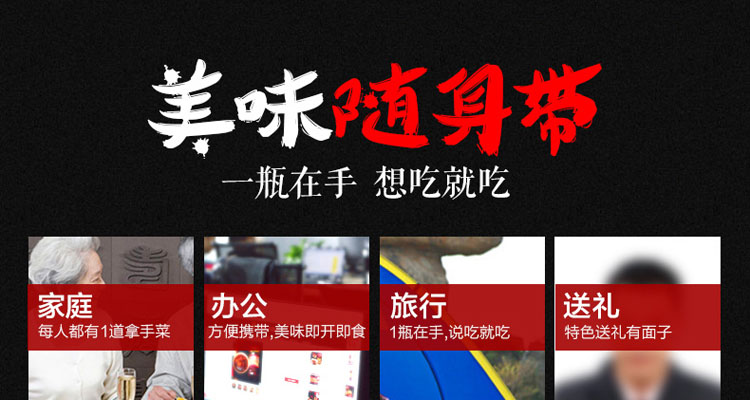 美味随身带
一瓶在手 想吃就吃
家庭
每人都有1道拿手菜
办公
方便携带,美味即开即食
旅行
1瓶在手,说吃就吃
送礼
特色送礼有面子